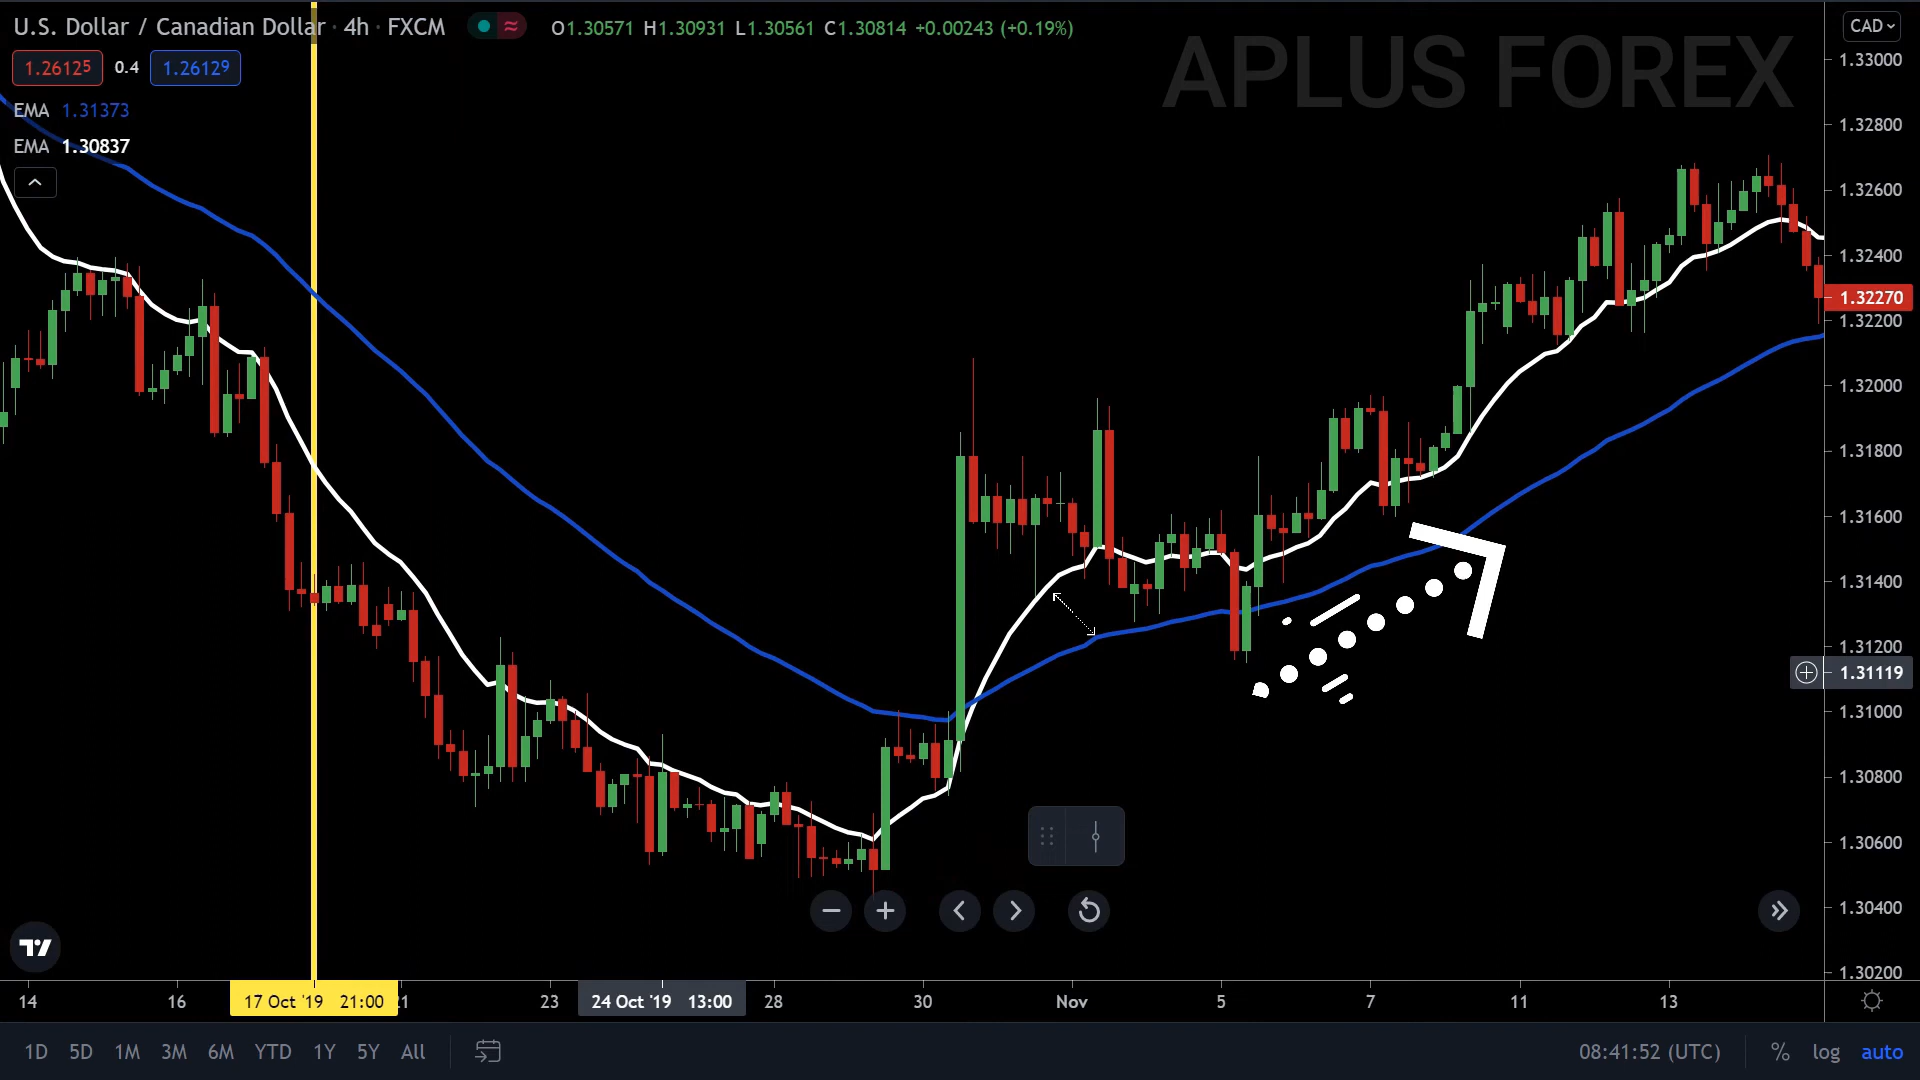 U.S. Dollar / Canadian Dollar · 4h · FXCM
O1.30571 H1.30931 L1.30561 C1.30814 +0.00243 (+0.19%)
CAD
1.26125 0.4 1.26129
APLUS FOREX
EMA 1.31373
EMA 1.30837
1.33000
1.32800
1.32600
1.32400
1.32270
1.32200
1.32000
1.31800
1.31600
1.31400
1.31200
1.31119
1.31000
1.30800
1.30600
1.30400
1.30200
14 16 17 Oct '19 21:00 21 23 24 Oct '19 13:00 28 30 Nov 5 7 11 13
1D 5D 1M 3M 6M YTD 1Y 5Y All 08:41:52 (UTC) % log auto